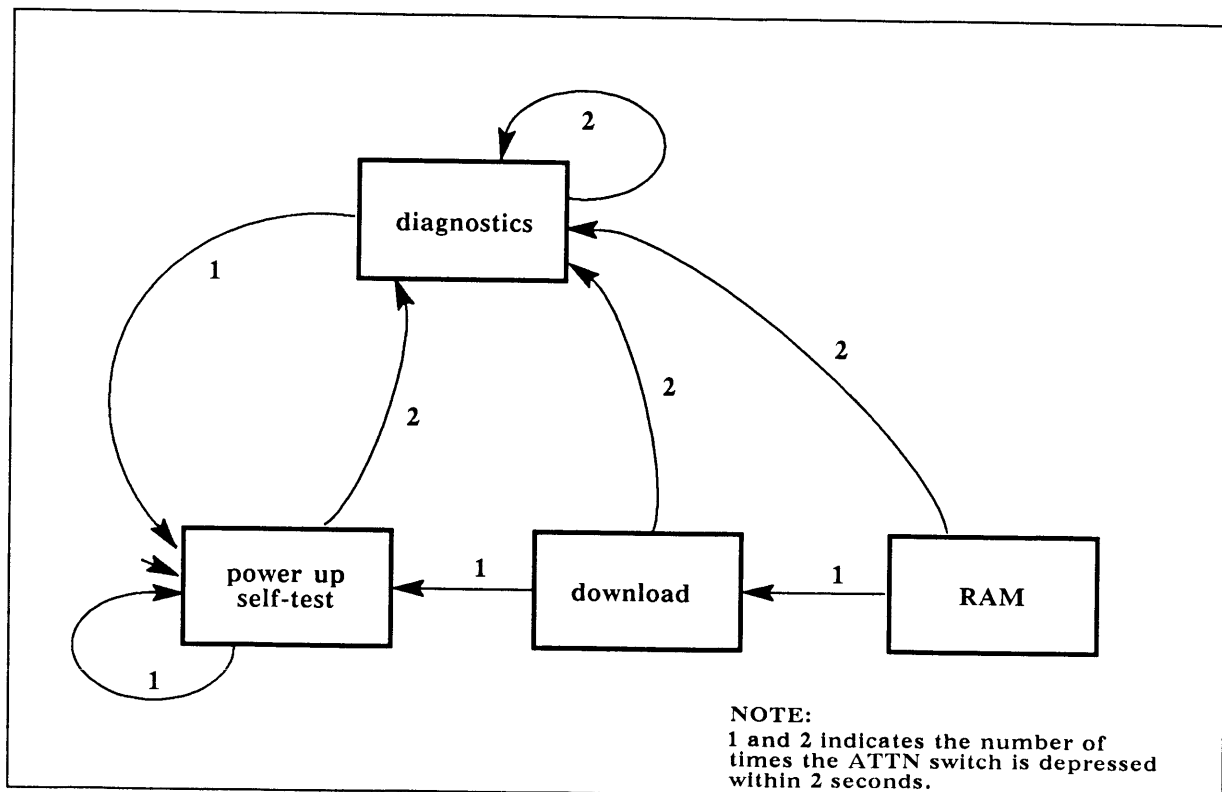 2
diagnostics
1
2
2
2
power up
self-test
1
download
1
RAM
1
NOTE:
1 and 2 indicates the number of
times the ATTN switch is depressed
within 2 seconds.